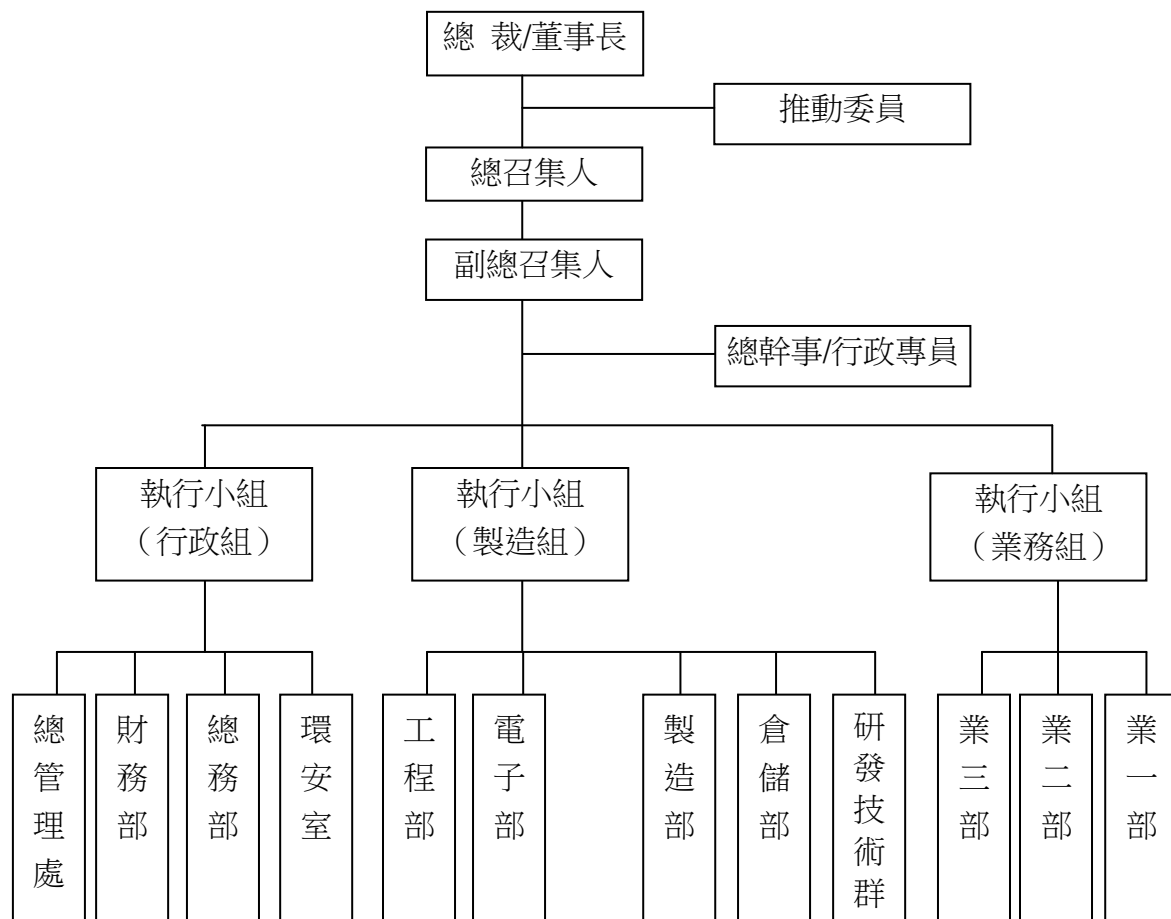 總 裁/董事長
推動委員
總召集人
副總召集人
總幹事/行政專員
執行小組
（行政組）
執行小組
（製造組）
執行小組
（業務組）
總管理處
財務部
總務部
環安室
工程部
電子部
製造部
倉儲部
研發技術群
業三部
業二部
業一部